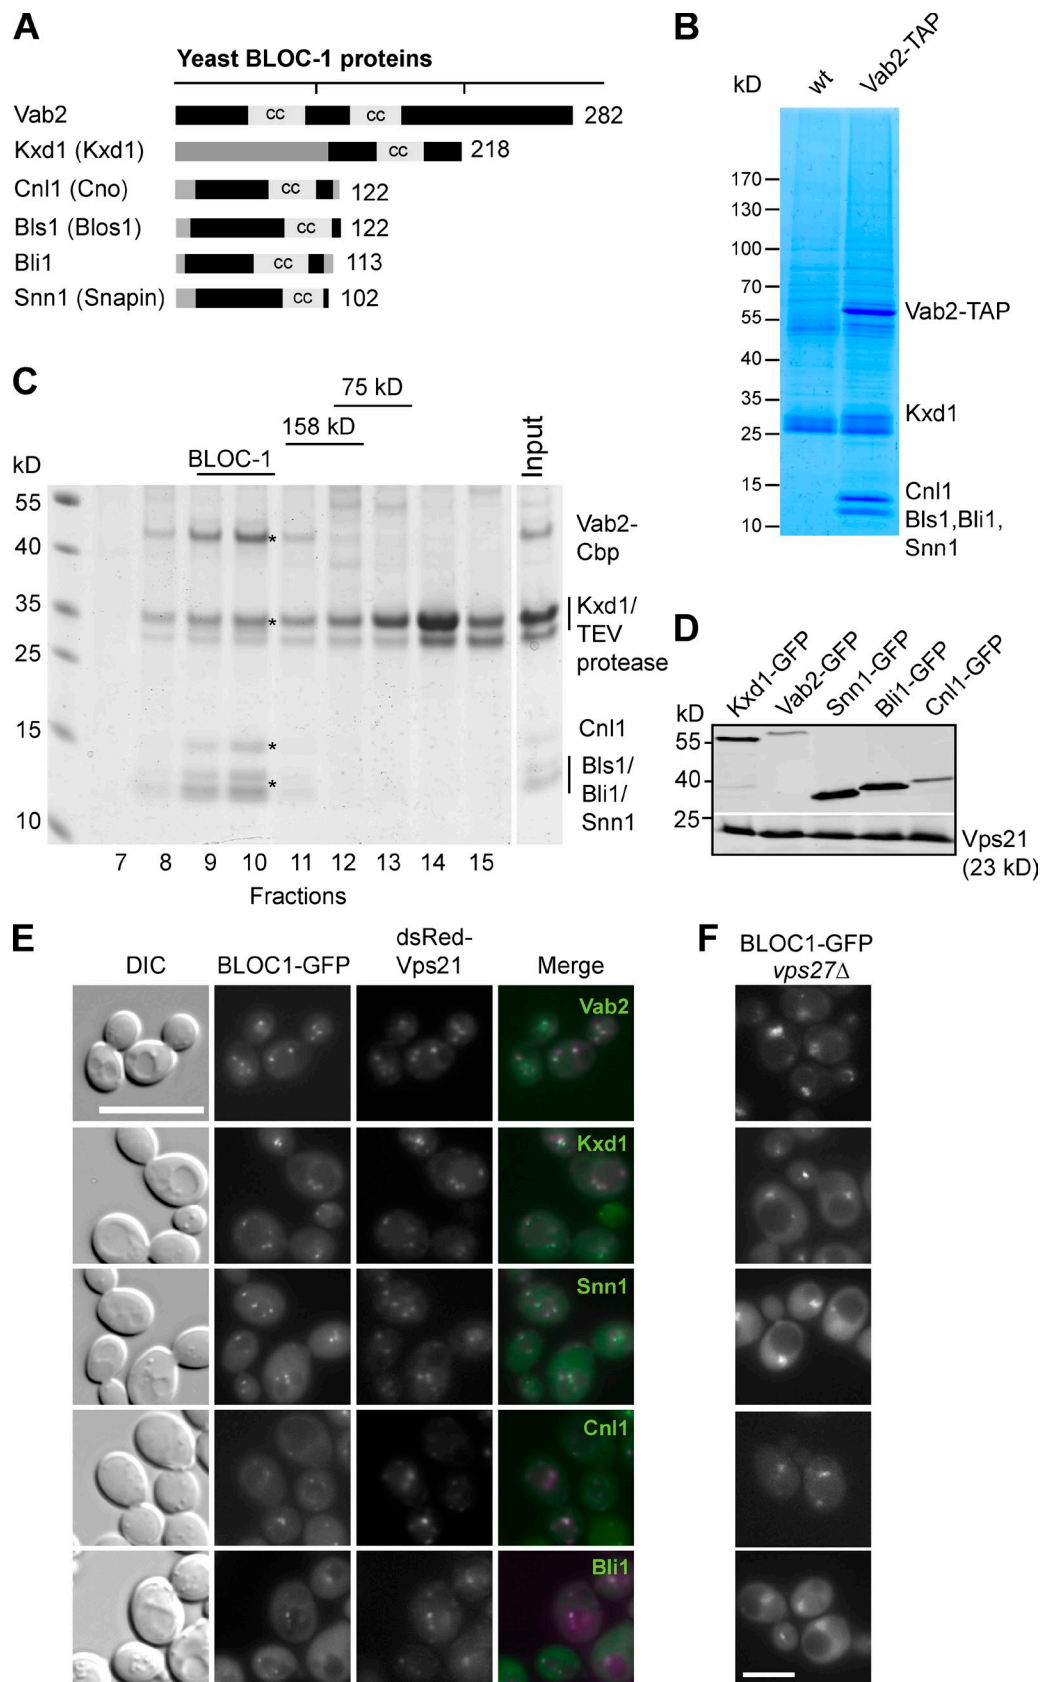 A
Yeast BLOC-1 proteins
Vab2 cc cc 282
Kxd1 (Kxd1) cc 218
Cnl1 (Cno) cc 122
Bls1 (Blos1) cc 122
Bli1 cc 113
Snn1 (Snapin) cc 102
B
kD
wt
Vab2-TAP
170
130
100
70
55
40
35
25
15
10
Vab2-TAP
Kxd1
Cnl1
Bls1,Bli1,
Snn1
C
75 kD
158 kD
BLOC-1
Input
kD
55
40
35
25
15
10
*
*
*
*
Vab2-
Cbp
Kxd1/
TEV
protease
Cnl1
Bls1/
Bli1/
Snn1
7 8 9 10 11 12 13 14 15
Fractions
D
Kxd1-GFP
Vab2-GFP
Snn1-GFP
Bli1-GFP
Cnl1-GFP
kD
55
40
25
Vps21
(23 kD)
E
DIC
BLOC1-GFP
dsRed-
Vps21
Merge
Vab2
Kxd1
Snn1
Cnl1
Bli1
F
BLOC1-GFP
vps27Δ